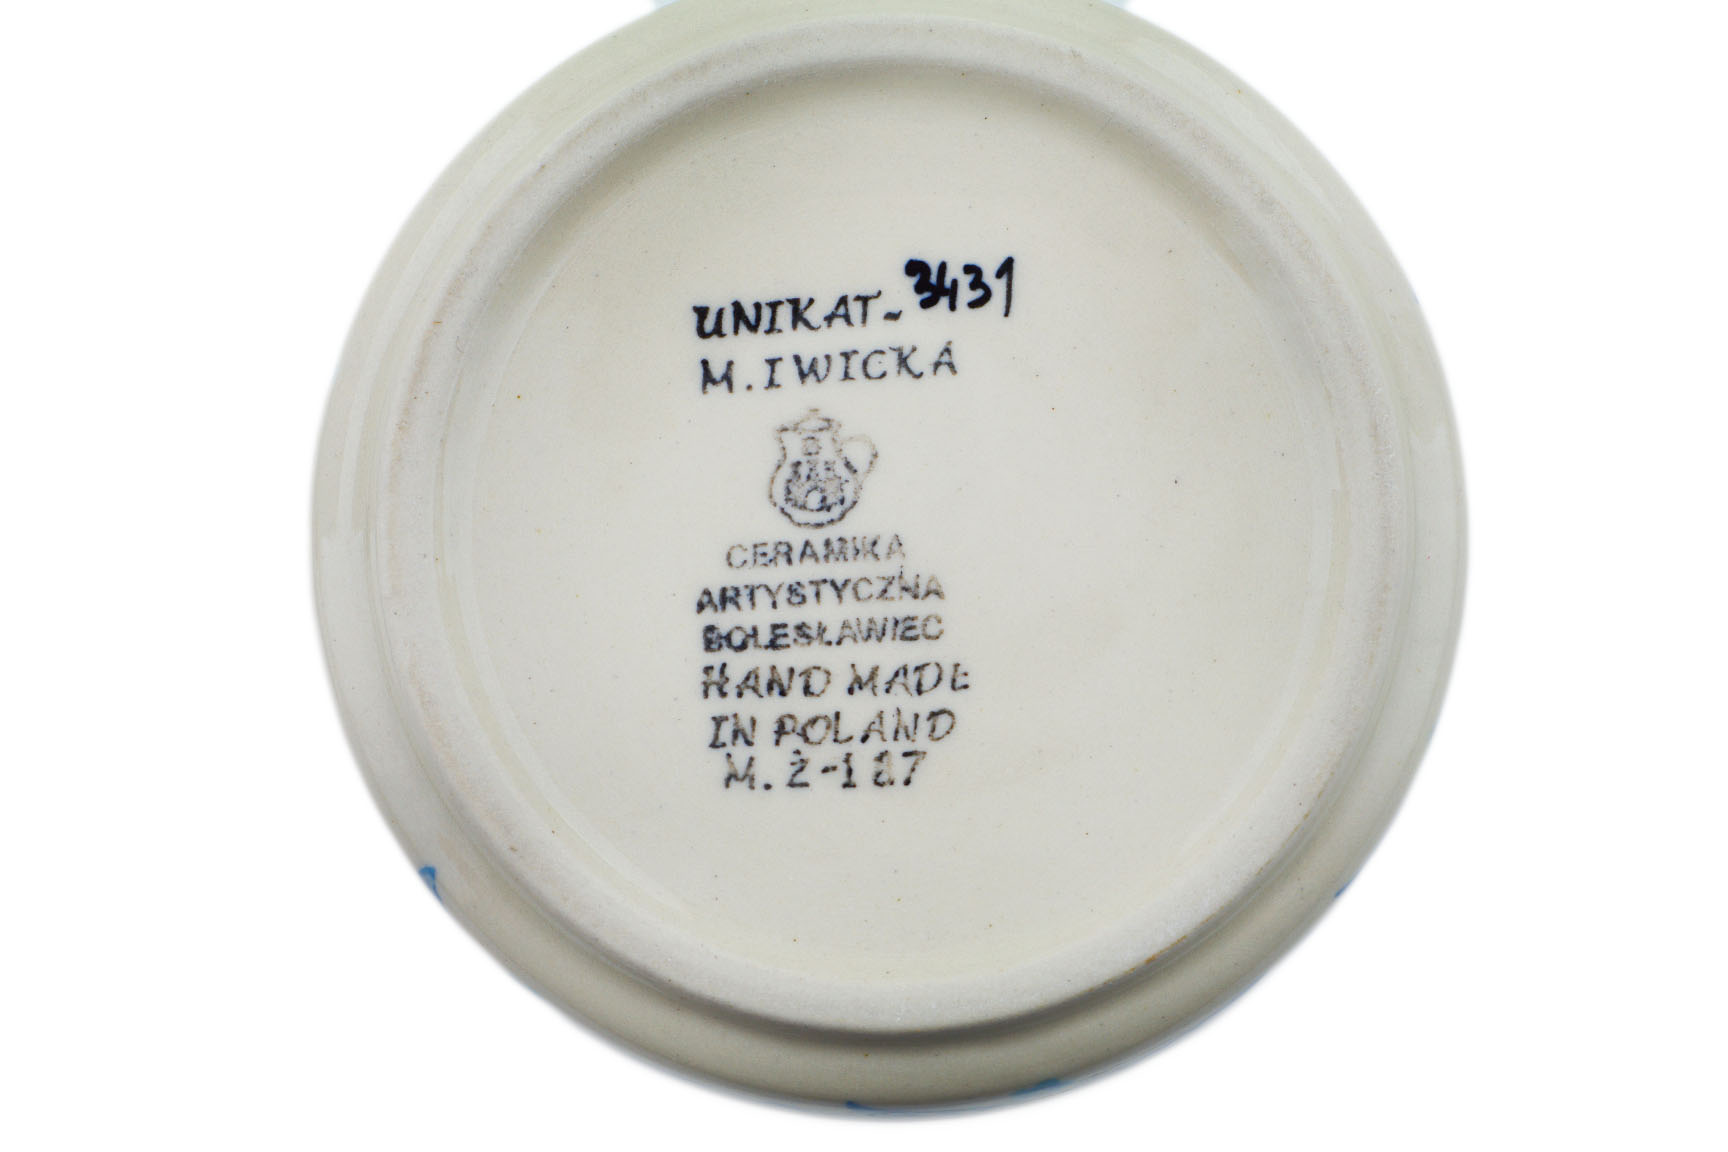 UNIKAT- 3431
M. IWICKA
CERAMIKA
ARTYSTYCZNA
BOLESŁAWIEC
HAND MADE
IN POLAND
M. Ż-187